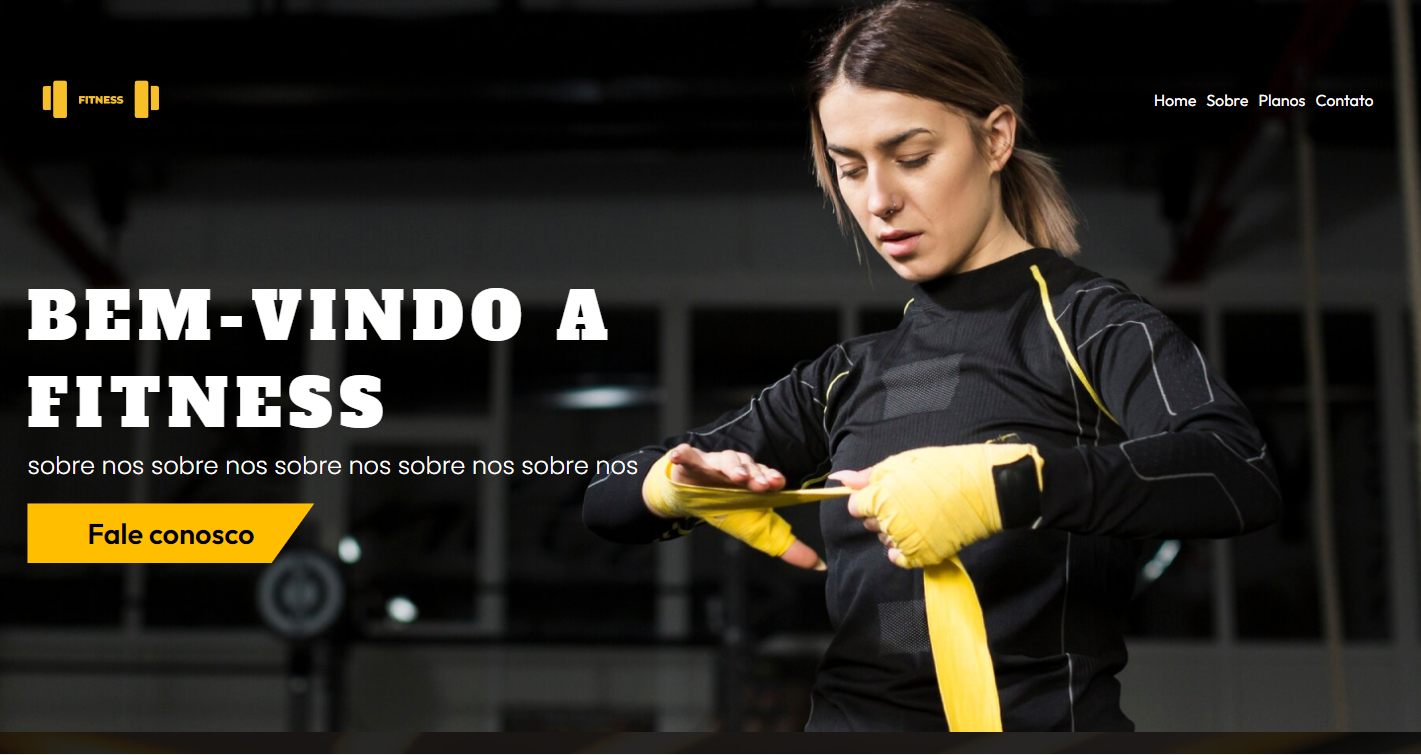 FITNESS
Home Sobre Planos Contato
BEM-VINDO A
FITNESS
sobre nos sobre nos sobre nos sobre nos sobre nos
Fale conosco